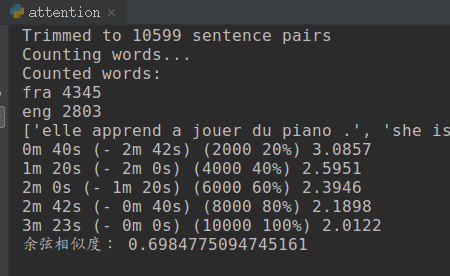 attention
Trimmed to 10599 sentence pairs
Counting words...
Counted words:
fra 4345
eng 2803
['elle apprend a jouer du piano .', 'she is
0m 40s (- 2m 42s) (2000 20%) 3.0857
1m 20s (- 2m 0s) (4000 40%) 2.5951
2m 0s (- 1m 20s) (6000 60%) 2.3946
2m 42s (- 0m 40s) (8000 80%) 2.1898
3m 23s (- 0m 0s) (10000 100%) 2.0122
余弦相似度： 0.6984775094745161